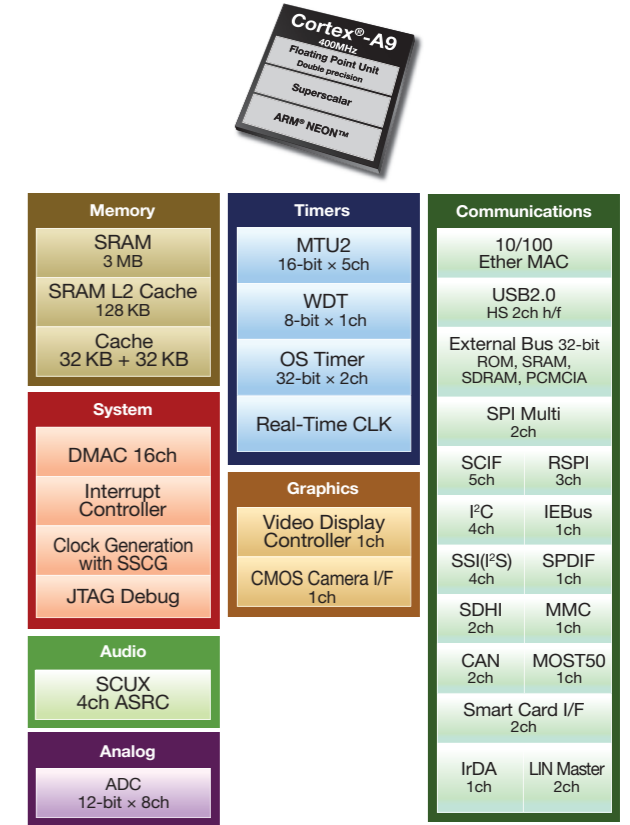 Cortex®-A9
400MHz
Floating Point Unit
Double precision
Superscalar
ARM® NEON™
Memory
SRAM
3 MB
SRAM L2 Cache
128 KB
Cache
32 KB + 32 KB
System
DMAC 16ch
Interrupt
Controller
Clock Generation
with SSCG
JTAG Debug
Audio
SCUX
4ch ASRC
Analog
ADC
12-bit × 8ch
Timers
MTU2
16-bit × 5ch
WDT
8-bit × 1ch
OS Timer
32-bit × 2ch
Real-Time CLK
Graphics
Video Display
Controller 1ch
CMOS Camera I/F
1ch
Communications
10/100
Ether MAC
USB2.0
HS 2ch h/f
External Bus 32-bit
ROM, SRAM,
SDRAM, PCMCIA
SPI Multi
2ch
SCIF
5ch
RSPI
3ch
I²C
4ch
IEBus
1ch
SSI(I²S)
4ch
SPDIF
1ch
SDHI
2ch
MMC
1ch
CAN
2ch
MOST50
1ch
Smart Card I/F
2ch
IrDA
1ch
LIN Master
2ch